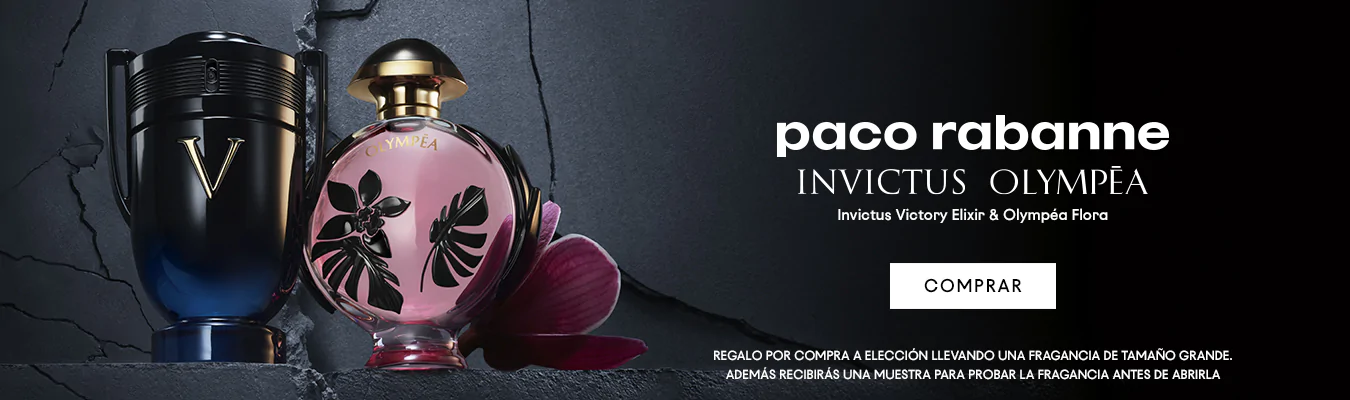 V
OLYMPĒA
paco rabanne
INVICTUS OLYMPĒA
Invictus Victory Elixir & Olympéa Flora
COMPRAR
REGALO POR COMPRA A ELECCIÓN LLEVANDO UNA FRAGANCIA DE TAMAÑO GRANDE.
ADEMÁS RECIBIRÁS UNA MUESTRA PARA PROBAR LA FRAGANCIA ANTES DE ABRIRLA